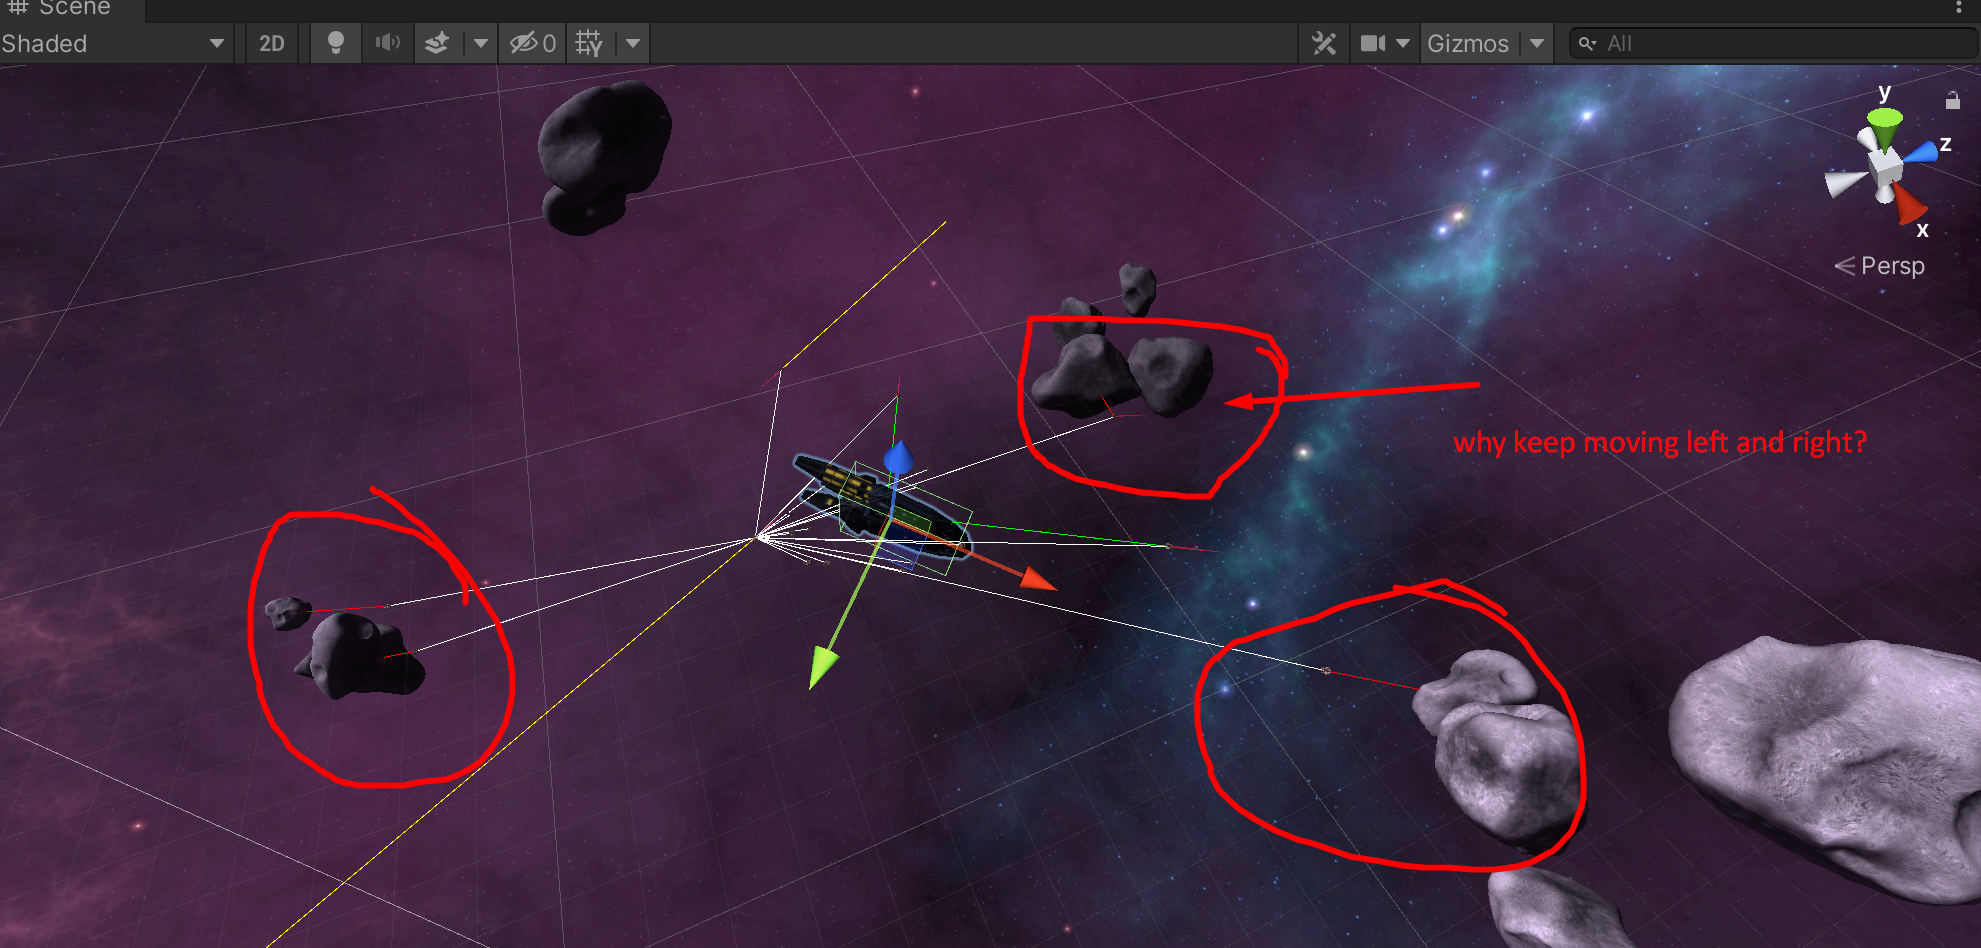 Scene
Shaded
2D
0
Gizmos
All
y
z
x
Persp
why keep moving left and right?